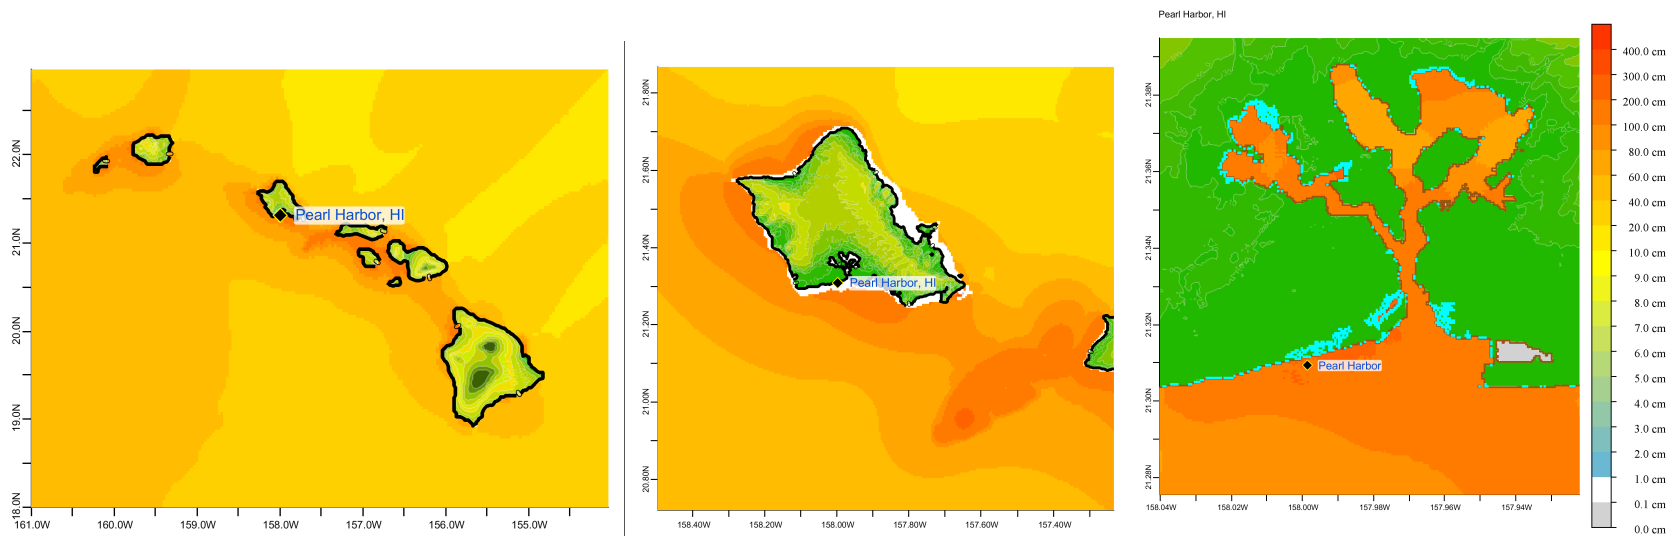 Pearl Harbor, HI
22.0N
21.0N
20.0N
19.0N
18.0N
Pearl Harbor, HI
161.0W 160.0W 159.0W 158.0W 157.0W 156.0W 155.0W
21.80N
21.60N
21.40N
21.20N
21.00N
20.80N
Pearl Harbor, HI
158.40W 158.20W 158.00W 157.80W 157.60W 157.40W
21.38N
21.36N
21.34N
21.32N
21.30N
21.28N
Pearl Harbor
158.04W 158.02W 158.00W 157.98W 157.96W 157.94W
400.0 cm
300.0 cm
200.0 cm
100.0 cm
80.0 cm
60.0 cm
40.0 cm
20.0 cm
10.0 cm
9.0 cm
8.0 cm
7.0 cm
6.0 cm
5.0 cm
4.0 cm
3.0 cm
2.0 cm
1.0 cm
0.1 cm
0.0 cm